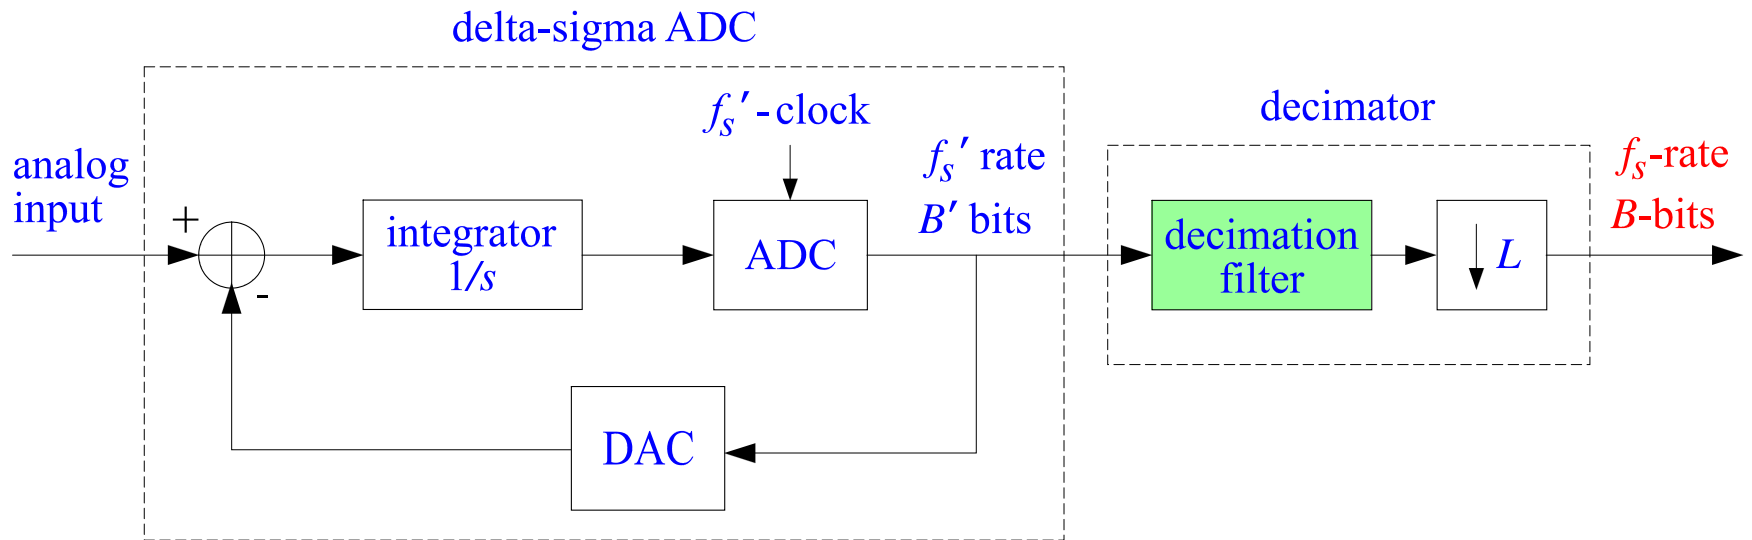 delta-sigma ADC
fs′-clock
decimator
analog
input
fs′ rate
B′ bits
fs-rate
B-bits
+
-
integrator
1/s
ADC
decimation
filter
↓ L
DAC